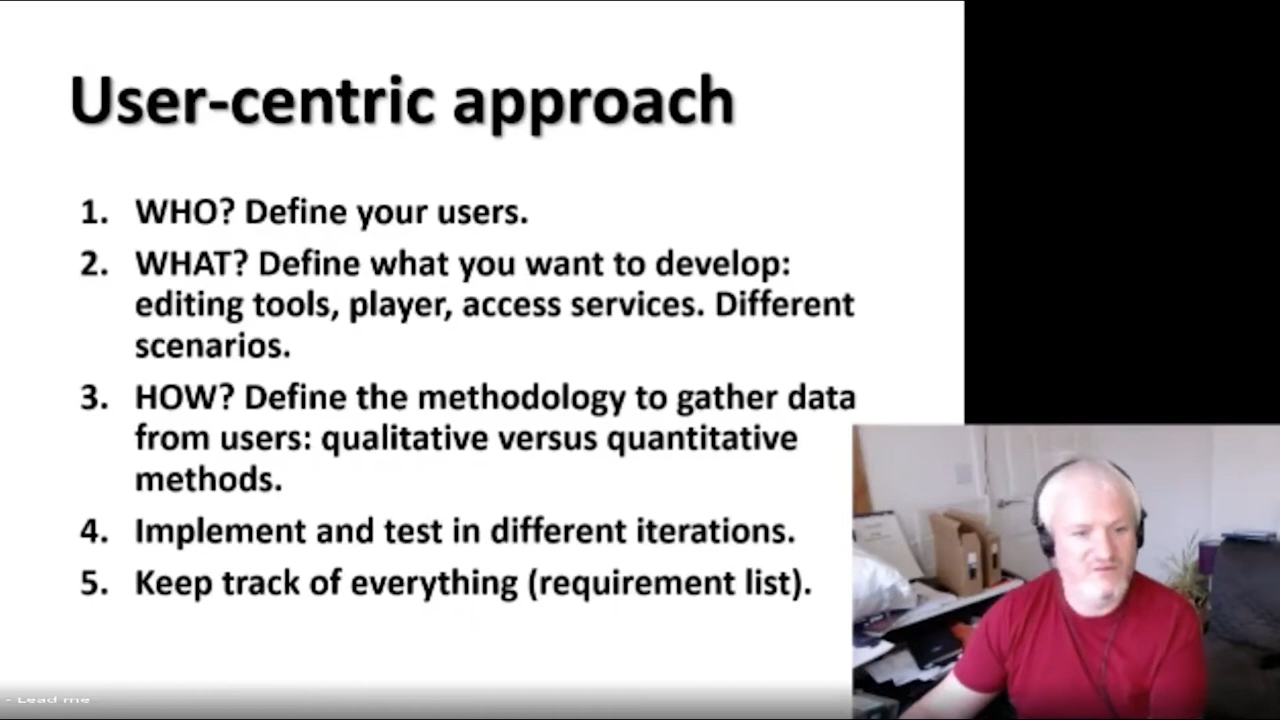 User-centric approach
1. WHO? Define your users.
2. WHAT? Define what you want to develop:
editing tools, player, access services. Different
scenarios.
3. HOW? Define the methodology to gather data
from users: qualitative versus quantitative
methods.
4. Implement and test in different iterations.
5. Keep track of everything (requirement list).
- Lead me